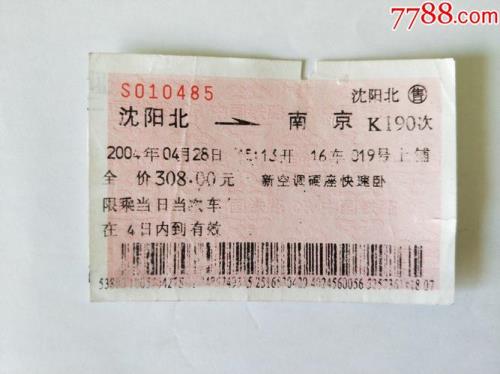 7788.com
S010485
沈阳北 售
沈阳北 → 南京 K190次
2004年04月28日 15:13开 16车 019号上铺
全价308.00元 新空调硬座快速卧
限乘当日当次车
在4日内到有效